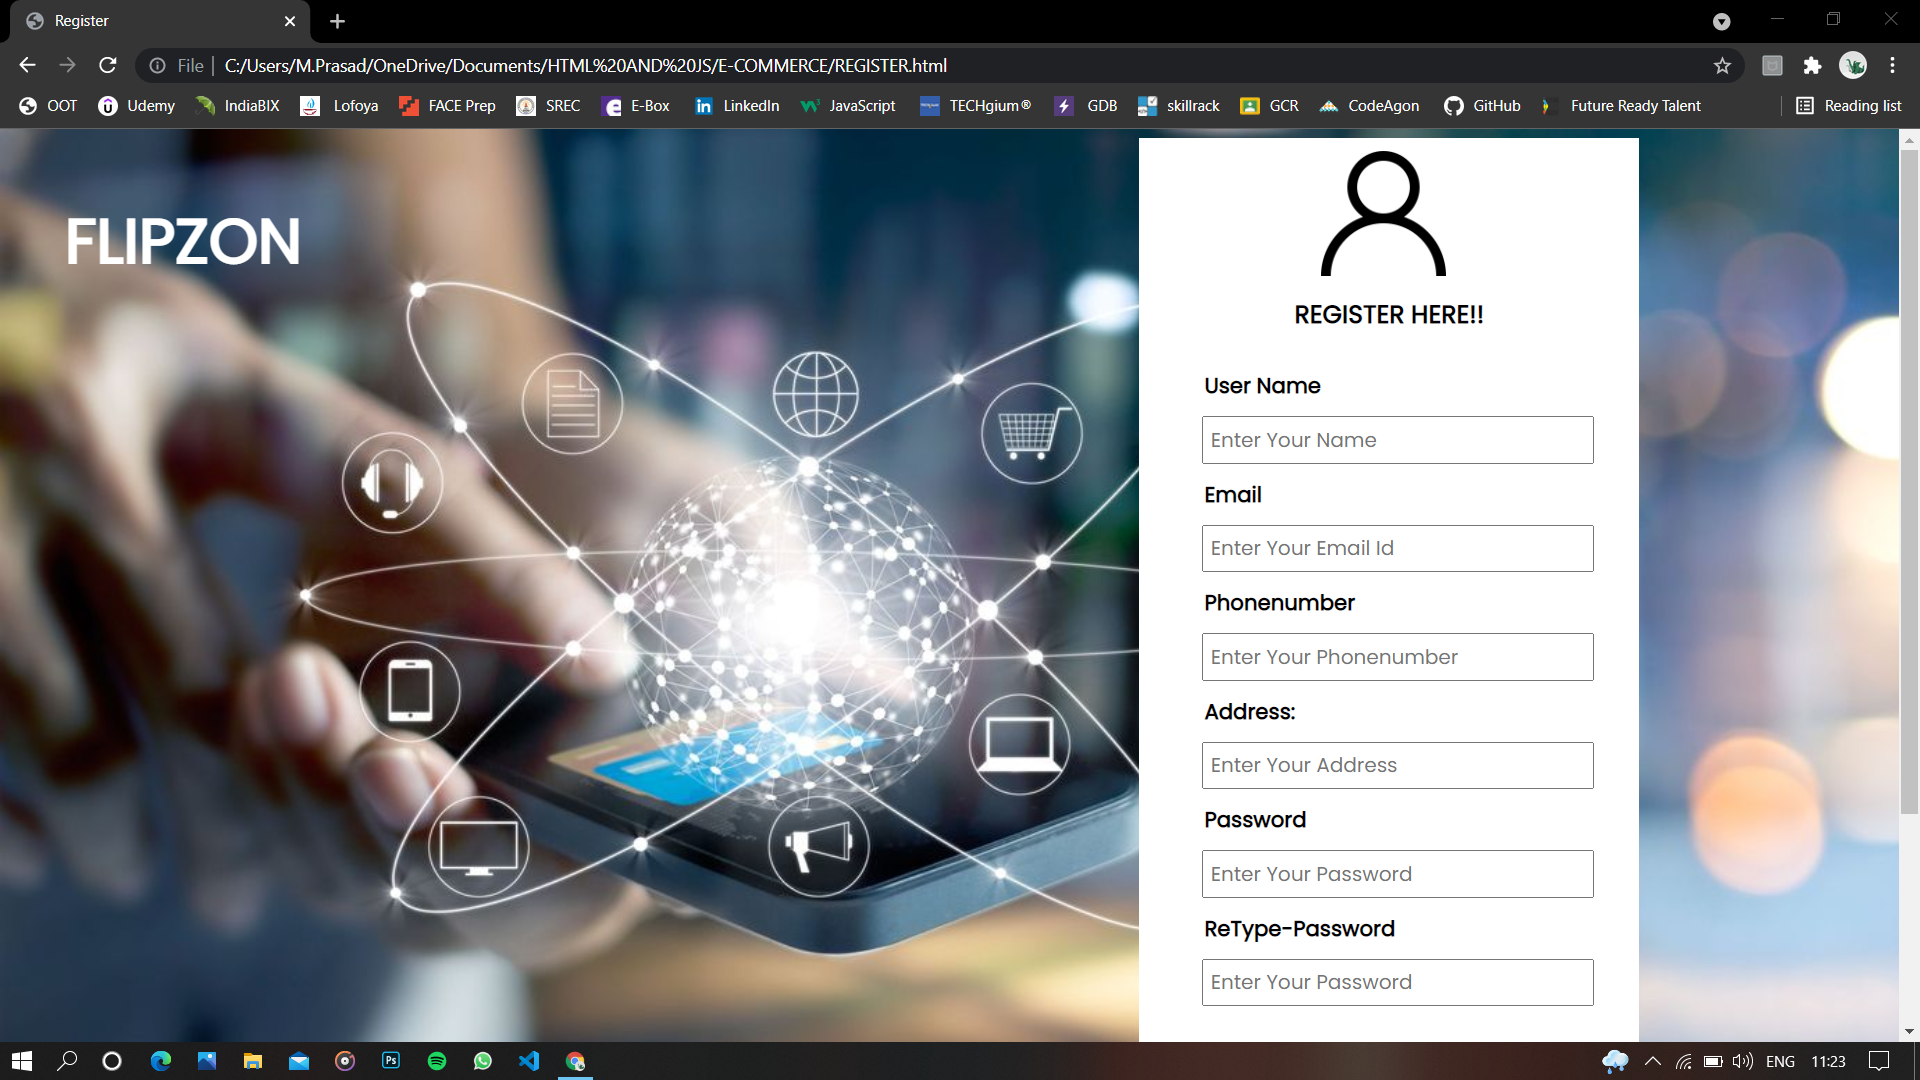 Register
File
C:/Users/M.Prasad/OneDrive/Documents/HTML%20AND%20JS/E-COMMERCE/REGISTER.html
OOT Udemy IndiaBIX Lofoya FACE Prep SREC E-Box LinkedIn JavaScript TECHgium® GDB skillrack GCR CodeAgon GitHub Future Ready Talent Reading list
FLIPZON
REGISTER HERE!!
User Name
Enter Your Name
Email
Enter Your Email Id
Phonenumber
Enter Your Phonenumber
Address:
Enter Your Address
Password
Enter Your Password
ReType-Password
Enter Your Password
ENG 11:23